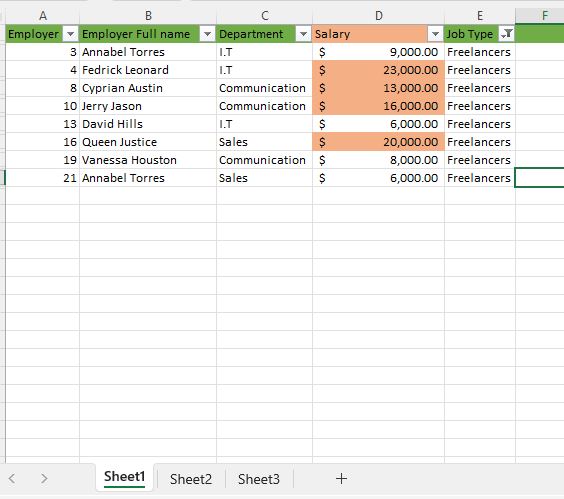 A B C D E F
Employer Employer Full name Department Salary Job Type
3 Annabel Torres I.T $ 9,000.00 Freelancers
4 Fedrick Leonard I.T $ 23,000.00 Freelancers
8 Cyprian Austin Communication $ 13,000.00 Freelancers
10 Jerry Jason Communication $ 16,000.00 Freelancers
13 David Hills I.T $ 6,000.00 Freelancers
16 Queen Justice Sales $ 20,000.00 Freelancers
19 Vanessa Houston Communication $ 8,000.00 Freelancers
21 Annabel Torres Sales $ 6,000.00 Freelancers
Sheet1 Sheet2 Sheet3 +